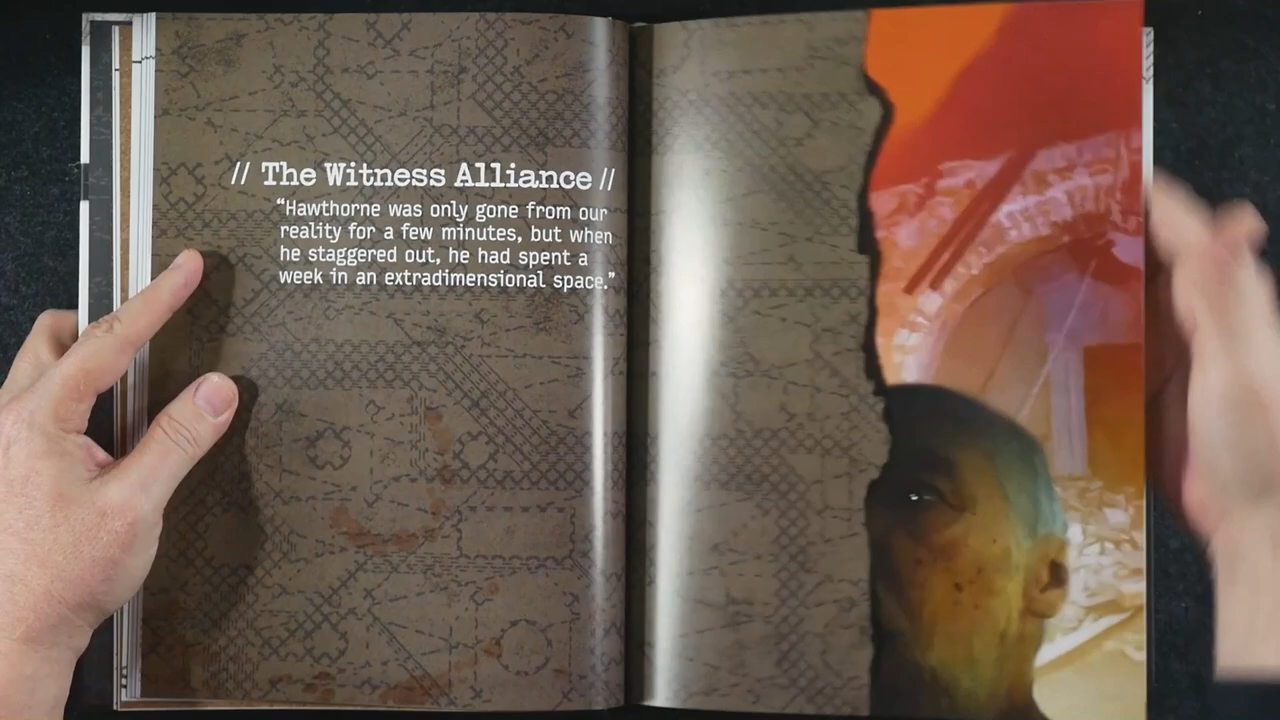 // The Witness Alliance //
“Hawthorne was only gone from our
reality for a few minutes, but when
he staggered out, he had spent a
week in an extradimensional space.”